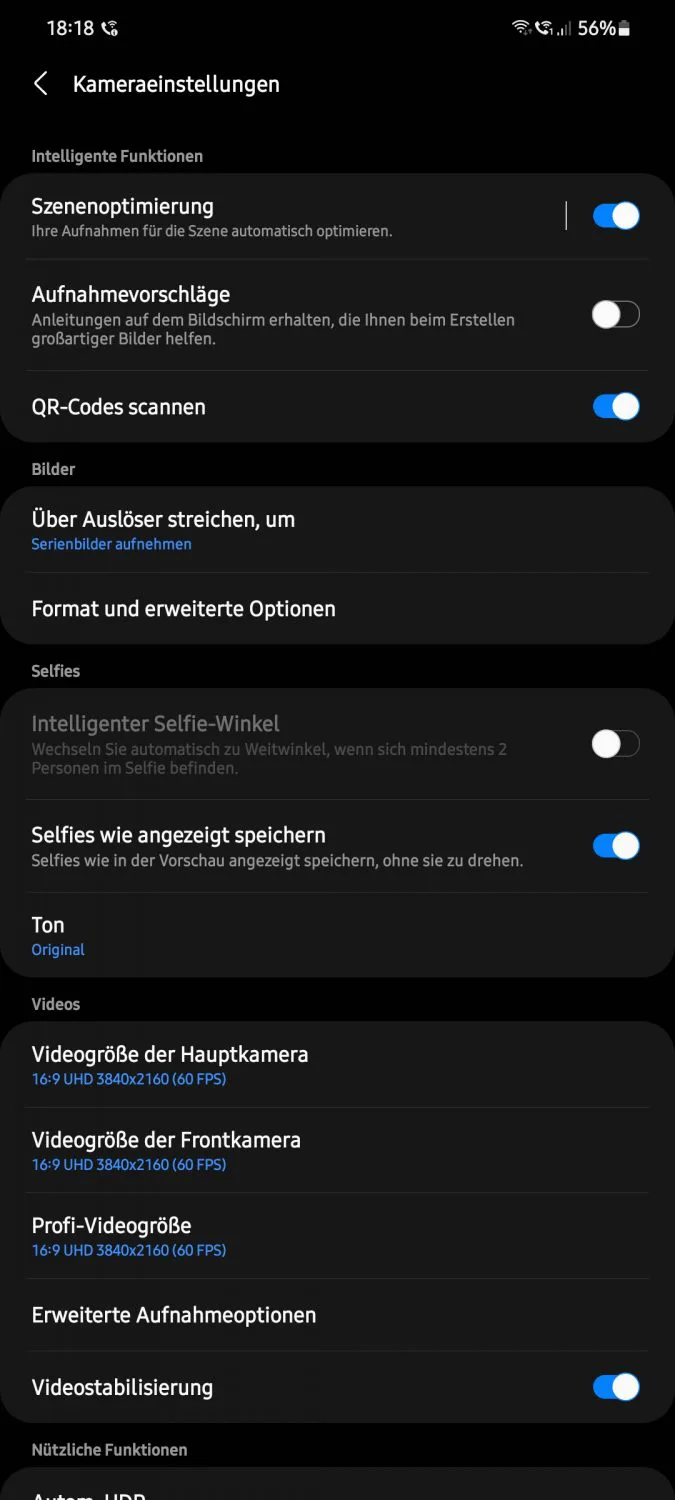 18:18
56%
Kameraeinstellungen
Intelligente Funktionen
Szenenoptimierung
Ihre Aufnahmen für die Szene automatisch optimieren.
Aufnahmevorschläge
Anleitungen auf dem Bildschirm erhalten, die Ihnen beim Erstellen
großartiger Bilder helfen.
QR-Codes scannen
Bilder
Über Auslöser streichen, um
Serienbilder aufnehmen
Format und erweiterte Optionen
Selfies
Intelligenter Selfie-Winkel
Wechseln Sie automatisch zu Weitwinkel, wenn sich mindestens 2
Personen im Selfie befinden.
Selfies wie angezeigt speichern
Selfies wie in der Vorschau angezeigt speichern, ohne sie zu drehen.
Ton
Original
Videos
Videogröße der Hauptkamera
16:9 UHD 3840x2160 (60 FPS)
Videogröße der Frontkamera
16:9 UHD 3840x2160 (60 FPS)
Profi-Videogröße
16:9 UHD 3840x2160 (60 FPS)
Erweiterte Aufnahmeoptionen
Videostabilisierung
Nützliche Funktionen
Autom. HDR